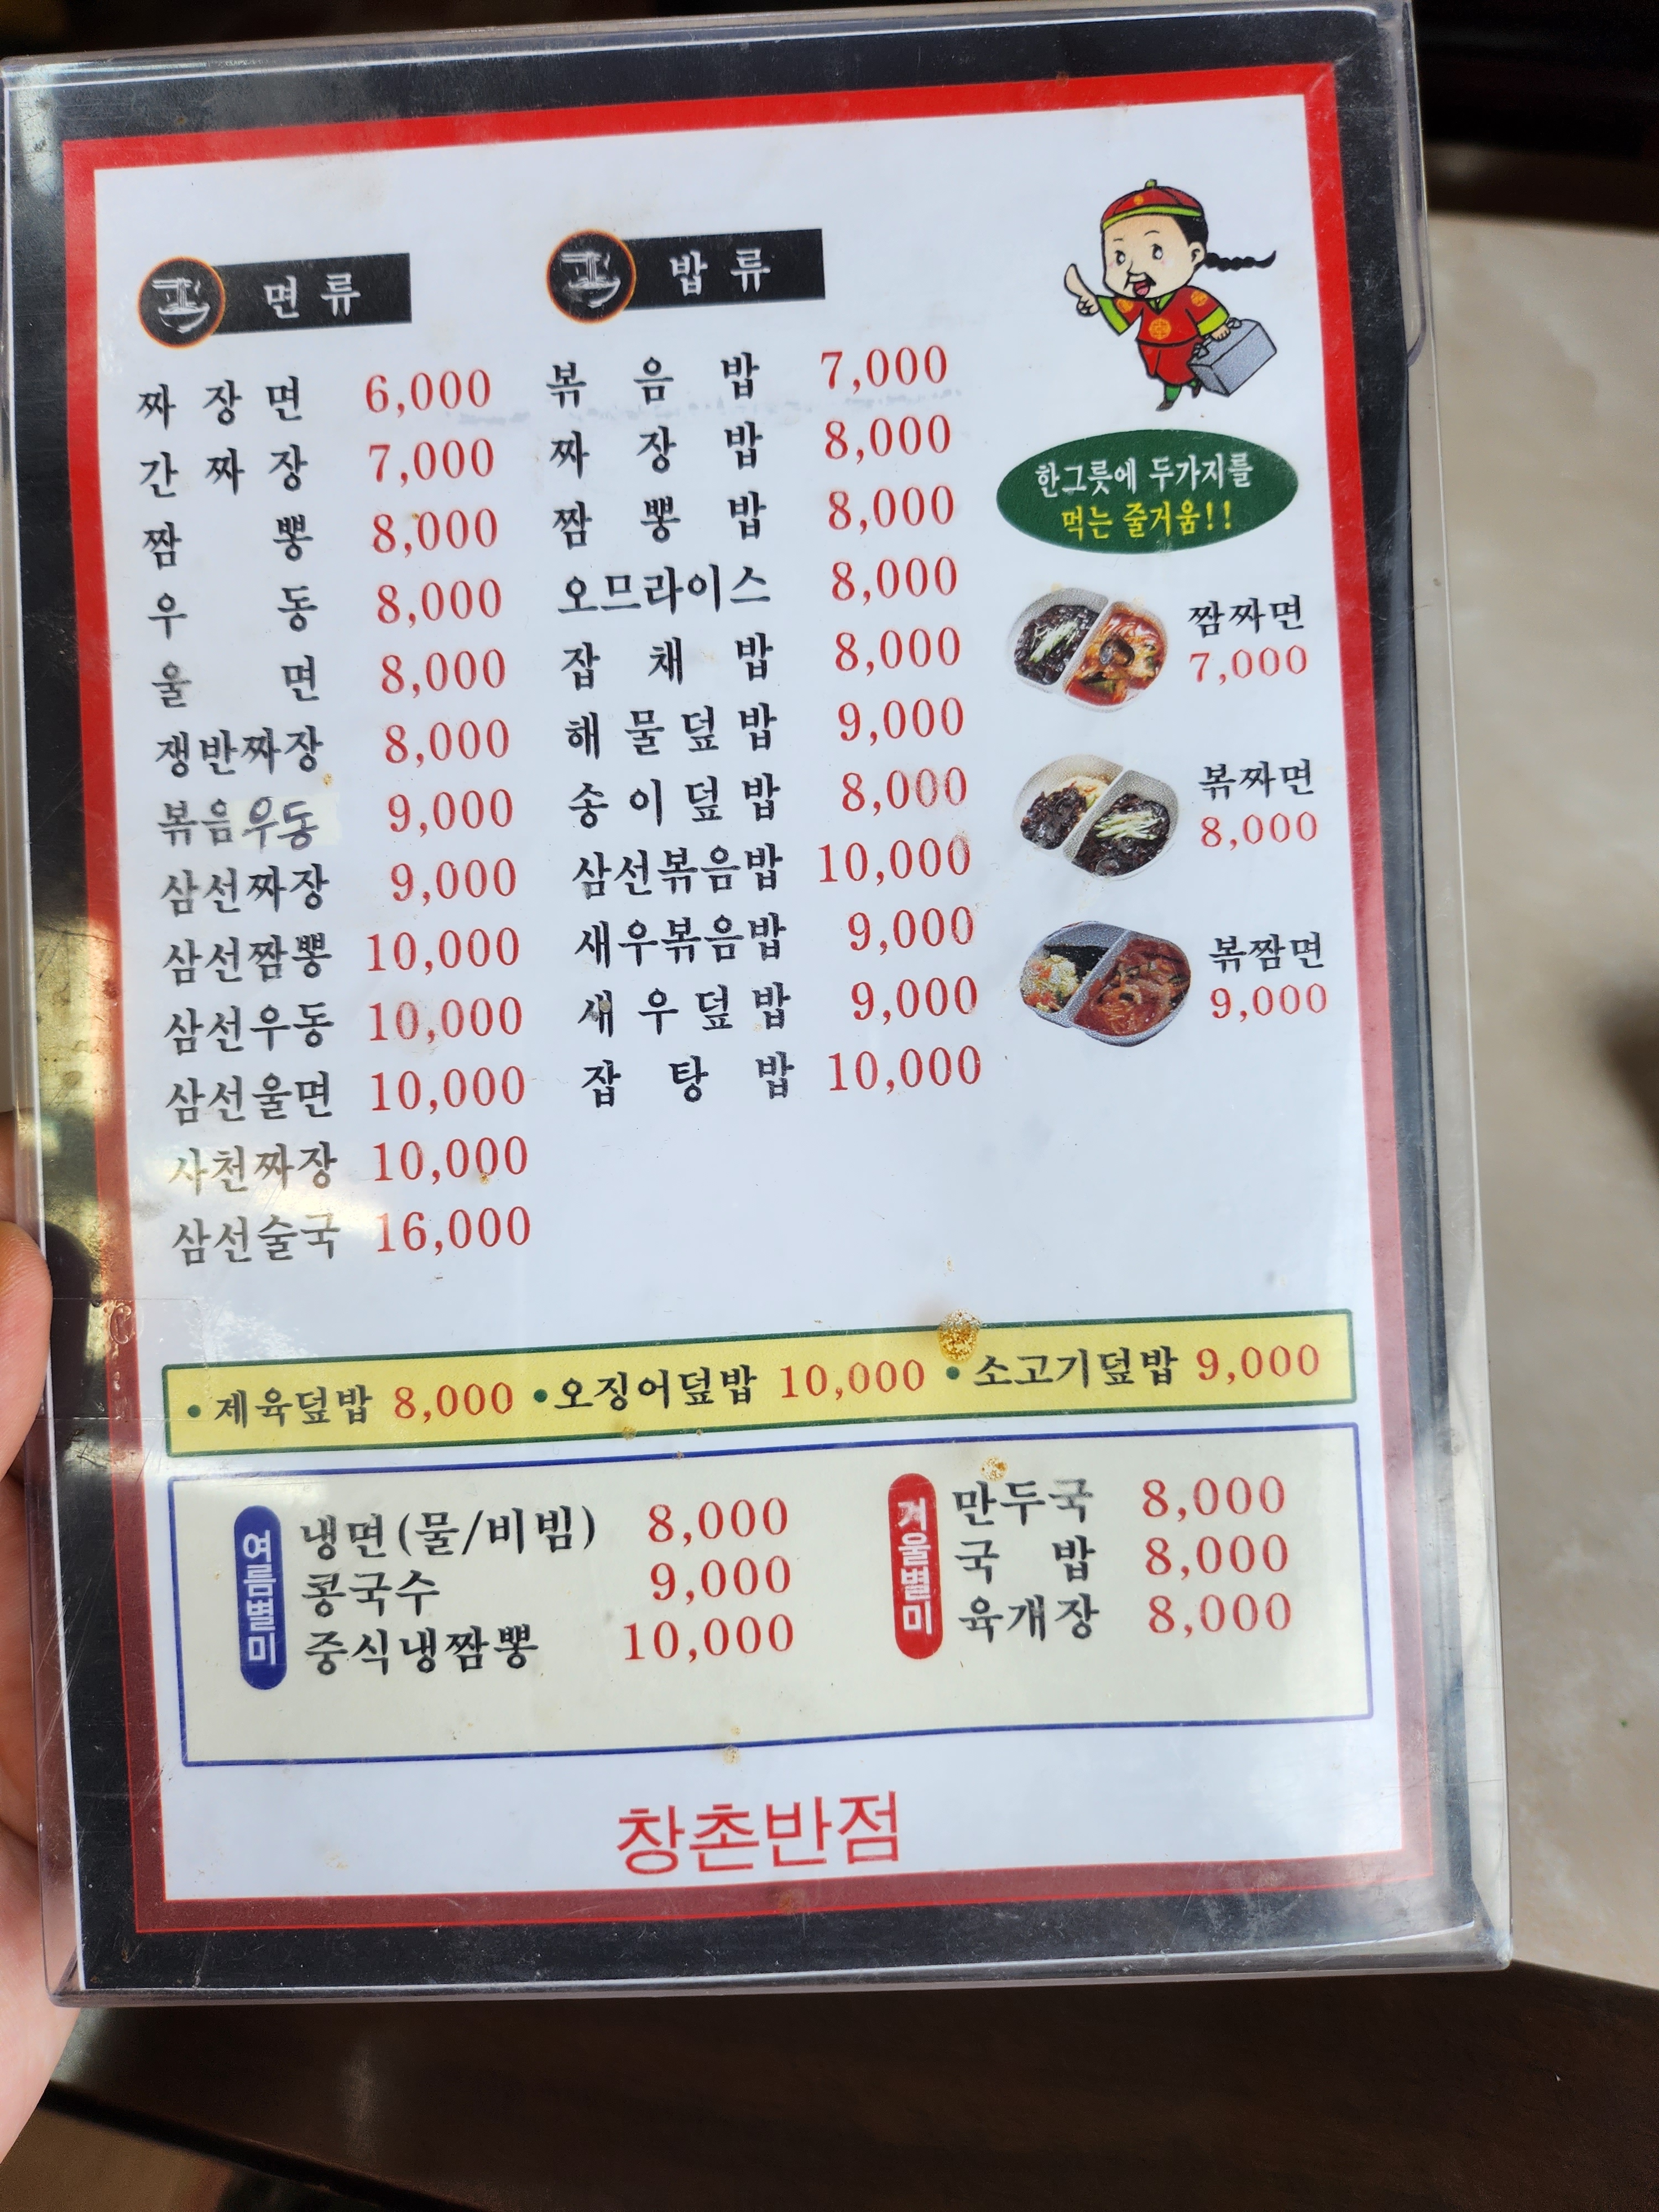 면류
짜장면 6,000
간짜장 7,000
짬뽕 8,000
우동 8,000
울면 8,000
쟁반짜장 8,000
볶음우동 9,000
삼선짜장 9,000
삼선짬뽕 10,000
삼선우동 10,000
삼선울면 10,000
사천짜장 10,000
삼선술국 16,000
밥류
볶음밥 7,000
짜장밥 8,000
짬뽕밥 8,000
오므라이스 8,000
잡채밥 8,000
해물덮밥 9,000
송이덮밥 8,000
삼선볶음밥 10,000
새우볶음밥 9,000
새우덮밥 9,000
잡탕밥 10,000
한그릇에 두가지를
먹는 즐거움!!
짬짜면
7,000
볶짜면
8,000
볶짬면
9,000
• 제육덮밥 8,000 • 오징어덮밥 10,000 • 소고기덮밥 9,000
여름별미
냉면(물/비빔) 8,000
콩국수 9,000
중식냉짬뽕 10,000
겨울별미
만두국 8,000
국밥 8,000
육개장 8,000
창촌반점